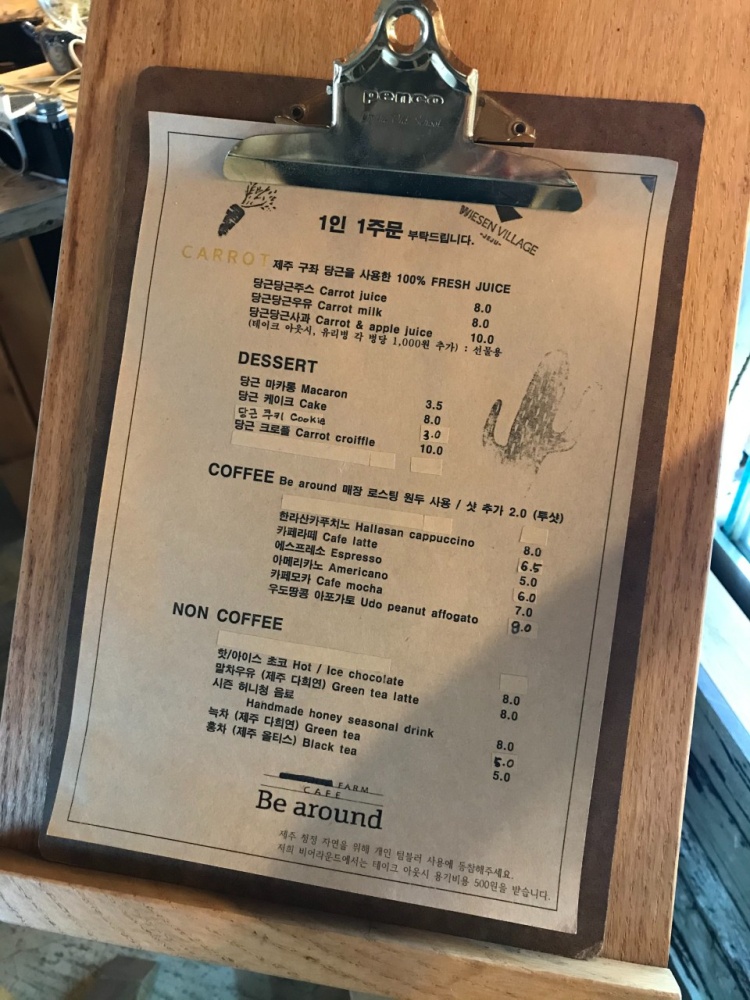 penco
1인 1주문 부탁드립니다.
WIESEN VILLAGE
-JEJU-
CARROT 제주 구좌 당근을 사용한 100% FRESH JUICE
당근당근주스 Carrot juice 8.0
당근당근우유 Carrot milk 8.0
당근당근사과 Carrot & apple juice 10.0
(테이크 아웃시, 유리병 각 병당 1,000원 추가) : 선물용
DESSERT
당근 마카롱 Macaron 3.5
당근 케이크 Cake 8.0
당근 쿠키 Cookie 3.0
당근 크로플 Carrot croiffle 10.0
COFFEE Be around 매장 로스팅 원두 사용 / 샷 추가 2.0 (투샷)
한라산카푸치노 Hallasan cappuccino 8.0
카페라떼 Cafe latte 6.5
에스프레소 Espresso 5.0
아메리카노 Americano 6.0
카페모카 Cafe mocha 7.0
우도땅콩 아포가토 Udo peanut affogato 9.0
NON COFFEE
핫/아이스 초코 Hot / Ice chocolate 8.0
말차우유 (제주 다희연) Green tea latte 8.0
시즌 허니청 음료
Handmade honey seasonal drink 8.0
녹차 (제주 다희연) Green tea 5.0
홍차 (제주 올티스) Black tea 5.0
FARM
CAFE
Be around
제주 청정 자연을 위해 개인 텀블러 사용에 동참해주세요.
저희 비어라운드에서는 테이크 아웃시 용기비용 500원을 받습니다.